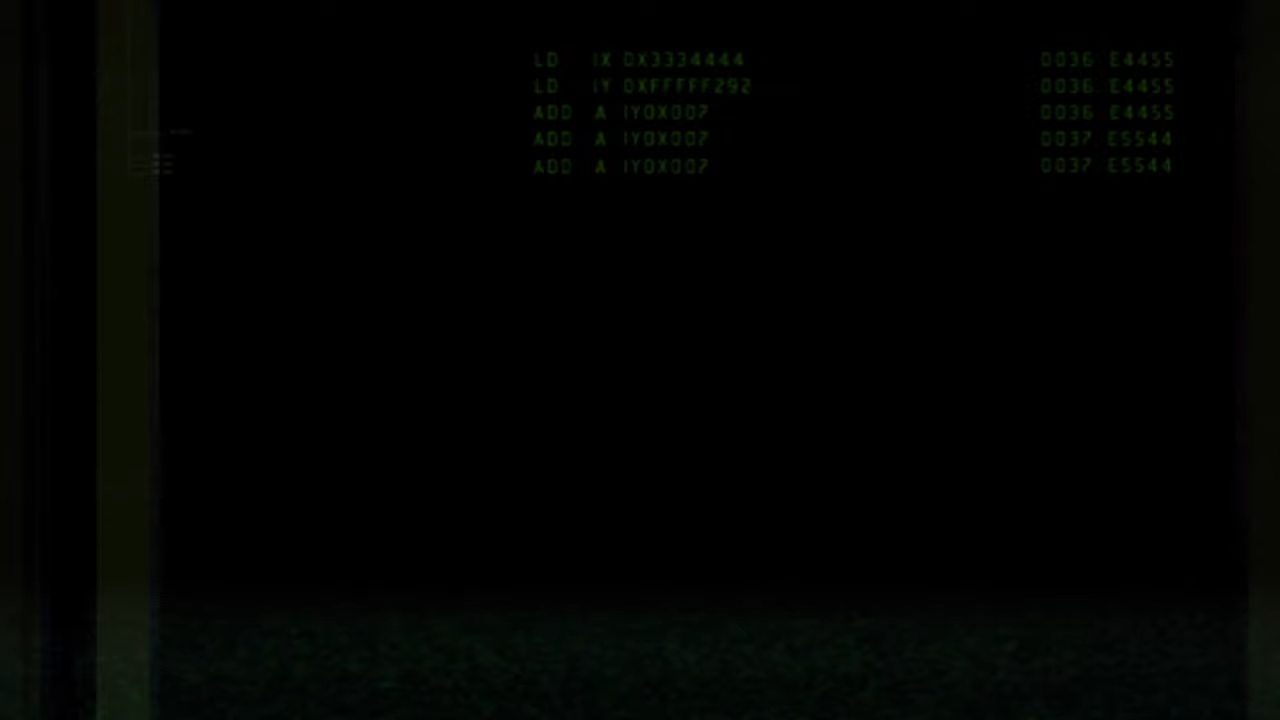 LD IX 0X3334444 0036 E4455
LD IY 0XFFFFF292 0036 E4455
ADD A IY0X007 0036 E4455
ADD A IY0X007 0037 E5544
ADD A IY0X007 0037 E5544